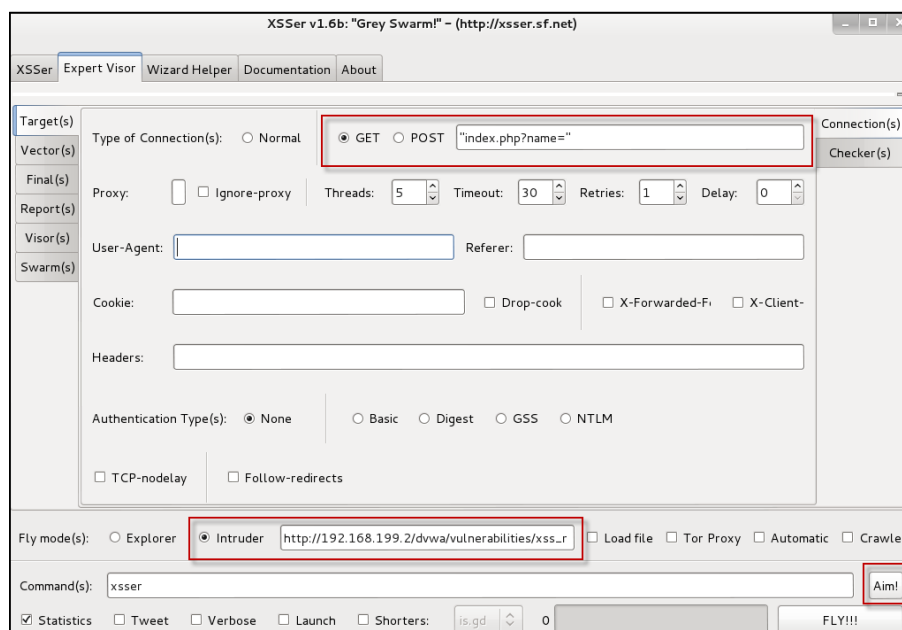 XSSer v1.6b: "Grey Swarm!" - (http://xsser.sf.net)
XSSer Expert Visor Wizard Helper Documentation About
Target(s)
Vector(s)
Final(s)
Report(s)
Visor(s)
Swarm(s)
Connection(s)
Checker(s)
Type of Connection(s): Normal GET POST "index.php?name="
Proxy: Ignore-proxy Threads: 5 Timeout: 30 Retries: 1 Delay: 0
User-Agent: Referer:
Cookie: Drop-cook X-Forwarded-F X-Client-
Headers:
Authentication Type(s): None Basic Digest GSS NTLM
TCP-nodelay Follow-redirects
Fly mode(s): Explorer Intruder http://192.168.199.2/dvwa/vulnerabilities/xss_r Load file Tor Proxy Automatic Crawle
Command(s): xsser Aim!
Statistics Tweet Verbose Launch Shorters: is.gd 0 FLY!!!